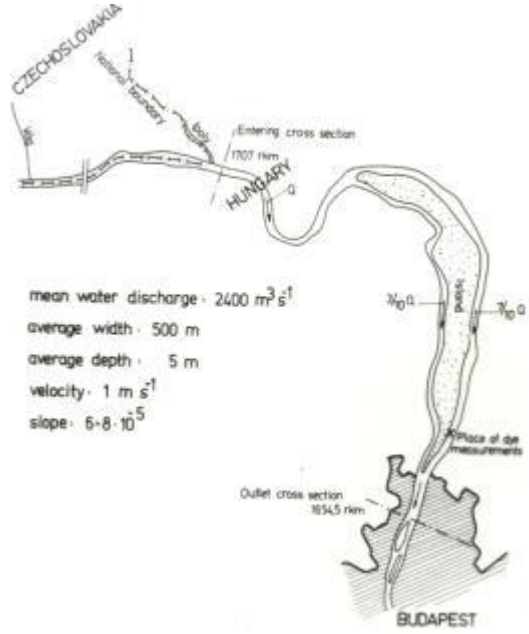 CZECHOSLOVAKIA
National boundary
Vág
Ipoly
Entering cross section
1707 rkm
HUNGARY
Q
mean water discharge · 2400 m³ s⁻¹
average width · 500 m
average depth · 5 m
velocity · 1 m s⁻¹
slope · 6-8·10⁻⁵
Island
3/10 Q
7/10 Q
Place of dye
measurements
Outlet cross section
1654,5 rkm
BUDAPEST